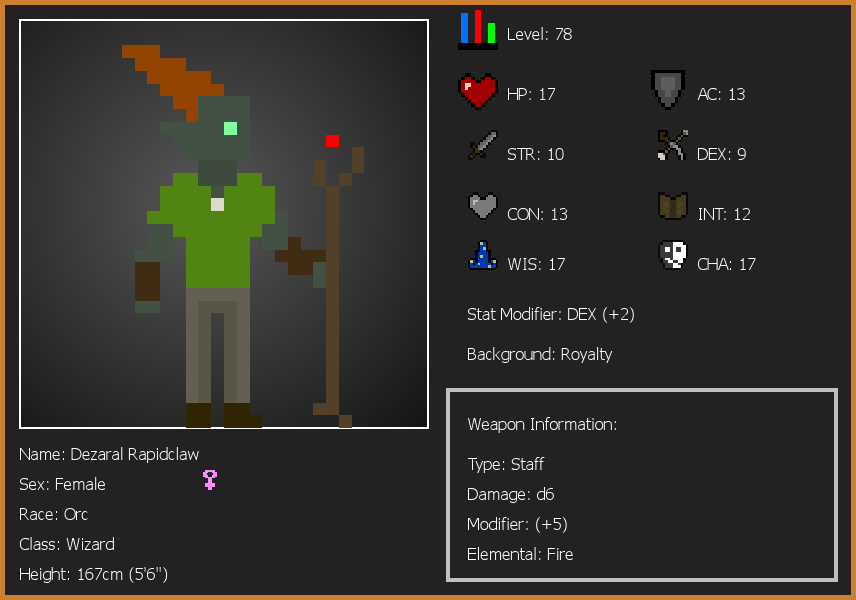 Level: 78
HP: 17
AC: 13
STR: 10
DEX: 9
CON: 13
INT: 12
WIS: 17
CHA: 17
Stat Modifier: DEX (+2)
Background: Royalty
Weapon Information:
Type: Staff
Damage: d6
Modifier: (+5)
Elemental: Fire
Name: Dezaral Rapidclaw
Sex: Female
Race: Orc
Class: Wizard
Height: 167cm (5'6")